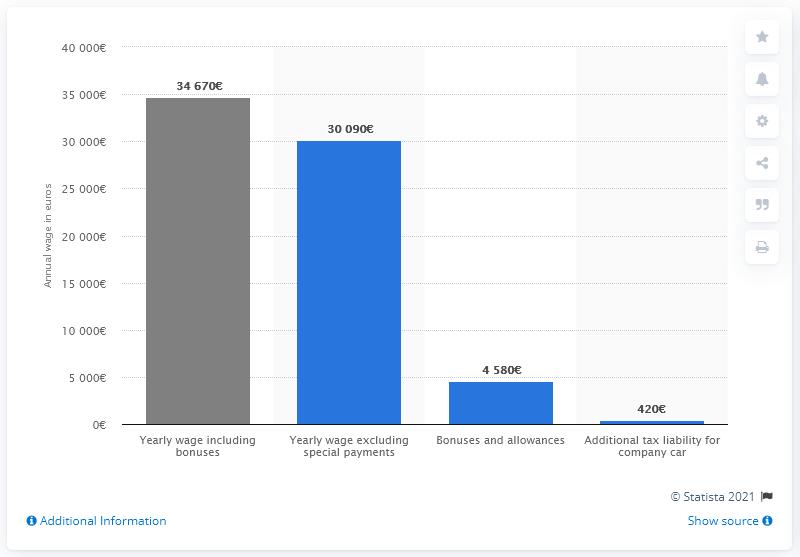 40 000€
35 000€
30 000€
25 000€
20 000€
15 000€
10 000€
5 000€
0€
Annual wage in euros
34 670€
30 090€
4 580€
420€
Yearly wage including
bonuses
Yearly wage excluding
special payments
Bonuses and allowances
Additional tax liability for
company car
© Statista 2021
Additional Information
Show source